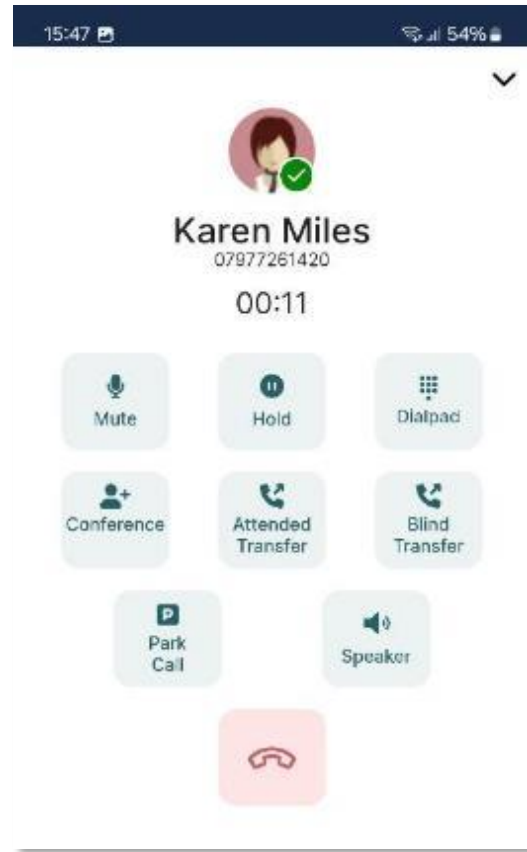 15:47 54%
Karen Miles
07977261420
00:11
Mute Hold Dialpad
Conference Attended Blind
Transfer Transfer
P
Park
Call Speaker